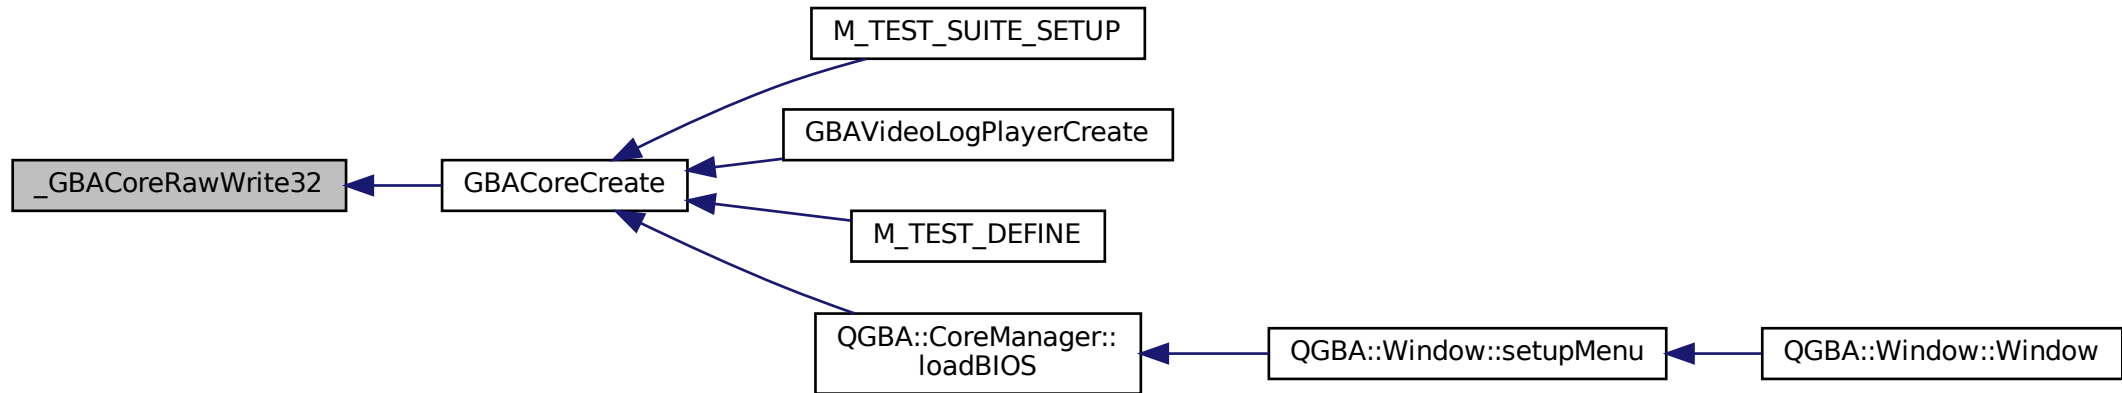 M_TEST_SUITE_SETUP
GBAVideoLogPlayerCreate
_GBACoreRawWrite32
GBACoreCreate
M_TEST_DEFINE
QGBA::CoreManager::
loadBIOS
QGBA::Window::setupMenu
QGBA::Window::Window